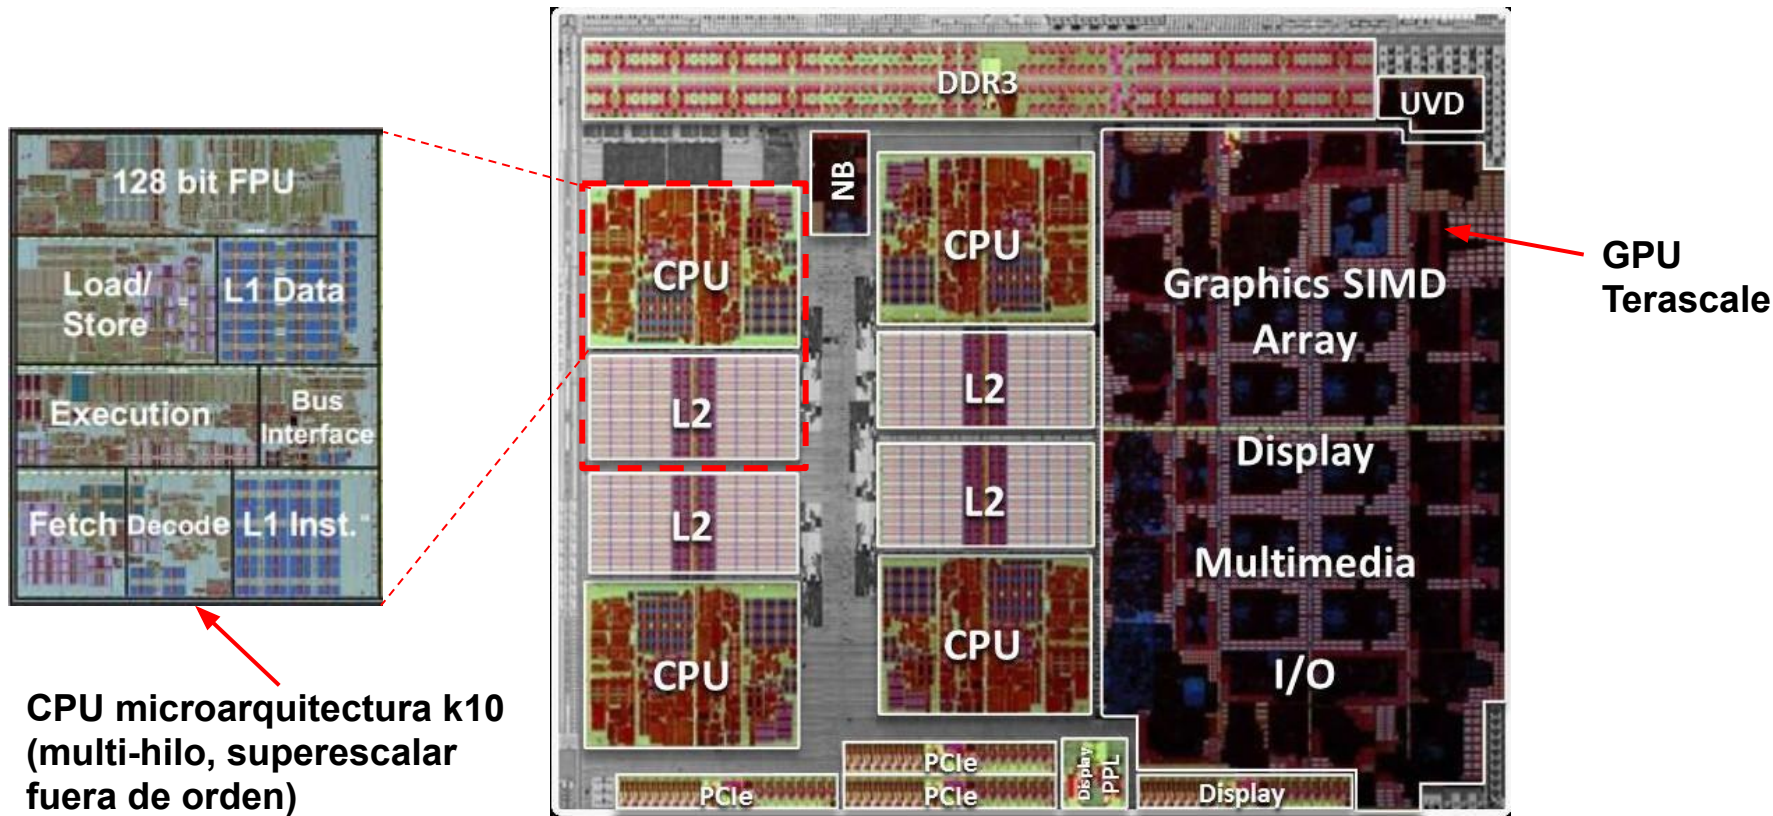 128 bit FPU
Load/
Store
L1 Data
Execution
Bus
Interface
Fetch
Decode
L1 Inst.
CPU microarquitectura k10
(multi-hilo, superescalar
fuera de orden)
DDR3
UVD
NB
CPU
CPU
L2
L2
L2
L2
CPU
CPU
Graphics SIMD
Array
Display
Multimedia
I/O
PCIe
PCIe
PCIe
Display
PPL
Display
GPU
Terascale